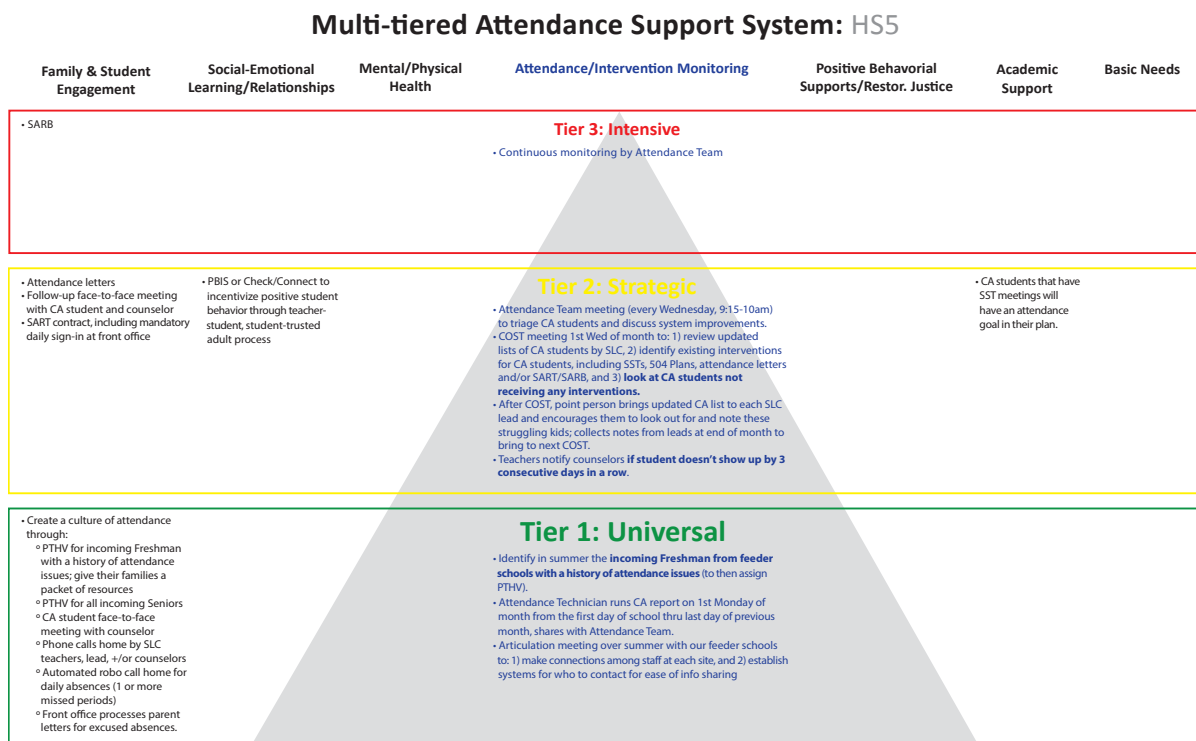 Multi-tiered Attendance Support System: HS5
Family & Student
Engagement
Social-Emotional
Learning/Relationships
Mental/Physical
Health
Attendance/Intervention Monitoring
Positive Behavorial
Supports/Restor. Justice
Academic
Support
Basic Needs
• SARB
Tier 3: Intensive
• Continuous monitoring by Attendance Team
• Attendance letters
• Follow-up face-to-face meeting
with CA student and counselor
• SART contract, including mandatory
daily sign-in at front office
• PBIS or Check/Connect to
incentivize positive student
behavior through teacher-
student, student-trusted
adult process
Tier 2: Strategic
• Attendance Team meeting (every Wednesday, 9:15-10am)
to triage CA students and discuss system improvements.
• COST meeting 1st Wed of month to: 1) review updated
lists of CA students by SLC, 2) identify existing interventions
for CA students, including SSTs, 504 Plans, attendance letters
and/or SART/SARB, and 3) look at CA students not
receiving any interventions.
• After COST, point person brings updated CA list to each SLC
lead and encourages them to look out for and note these
struggling kids; collects notes from leads at end of month to
bring to next COST.
• Teachers notify counselors if student doesn't show up by 3
consecutive days in a row.
• CA students that have
SST meetings will
have an attendance
goal in their plan.
• Create a culture of attendance
through:
º PTHV for incoming Freshman
with a history of attendance
issues; give their families a
packet of resources
º PTHV for all incoming Seniors
º CA student face-to-face
meeting with counselor
º Phone calls home by SLC
teachers, lead, +/or counselors
º Automated robo call home for
daily absences (1 or more
missed periods)
º Front office processes parent
letters for excused absences.
Tier 1: Universal
• Identify in summer the incoming Freshman from feeder
schools with a history of attendance issues (to then assign
PTHV).
• Attendance Technician runs CA report on 1st Monday of
month from the first day of school thru last day of previous
month, shares with Attendance Team.
• Articulation meeting over summer with our feeder schools
to: 1) make connections among staff at each site, and 2) establish
systems for who to contact for ease of info sharing